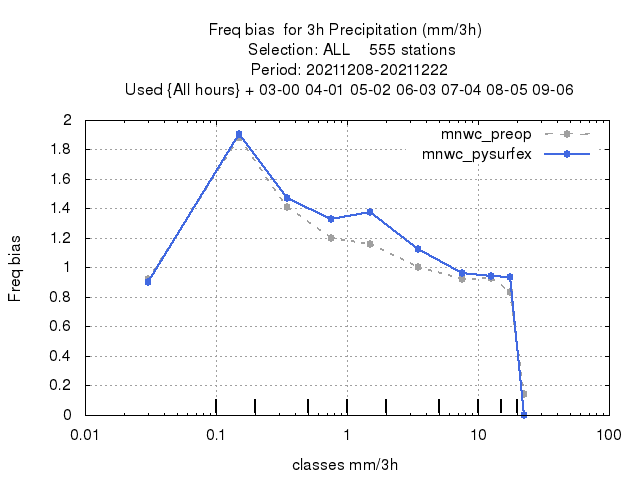 Freq bias  for 3h Precipitation (mm/3h)
Selection: ALL    555 stations
Period: 20211208-20211222
Used {All hours} + 03-00 04-01 05-02 06-03 07-04 08-05 09-06
mnwc_preop
mnwc_pysurfex
2
1.8
1.6
1.4
1.2
1
0.8
0.6
0.4
0.2
0
Freq bias
0.01
0.1
1
10
100
classes mm/3h